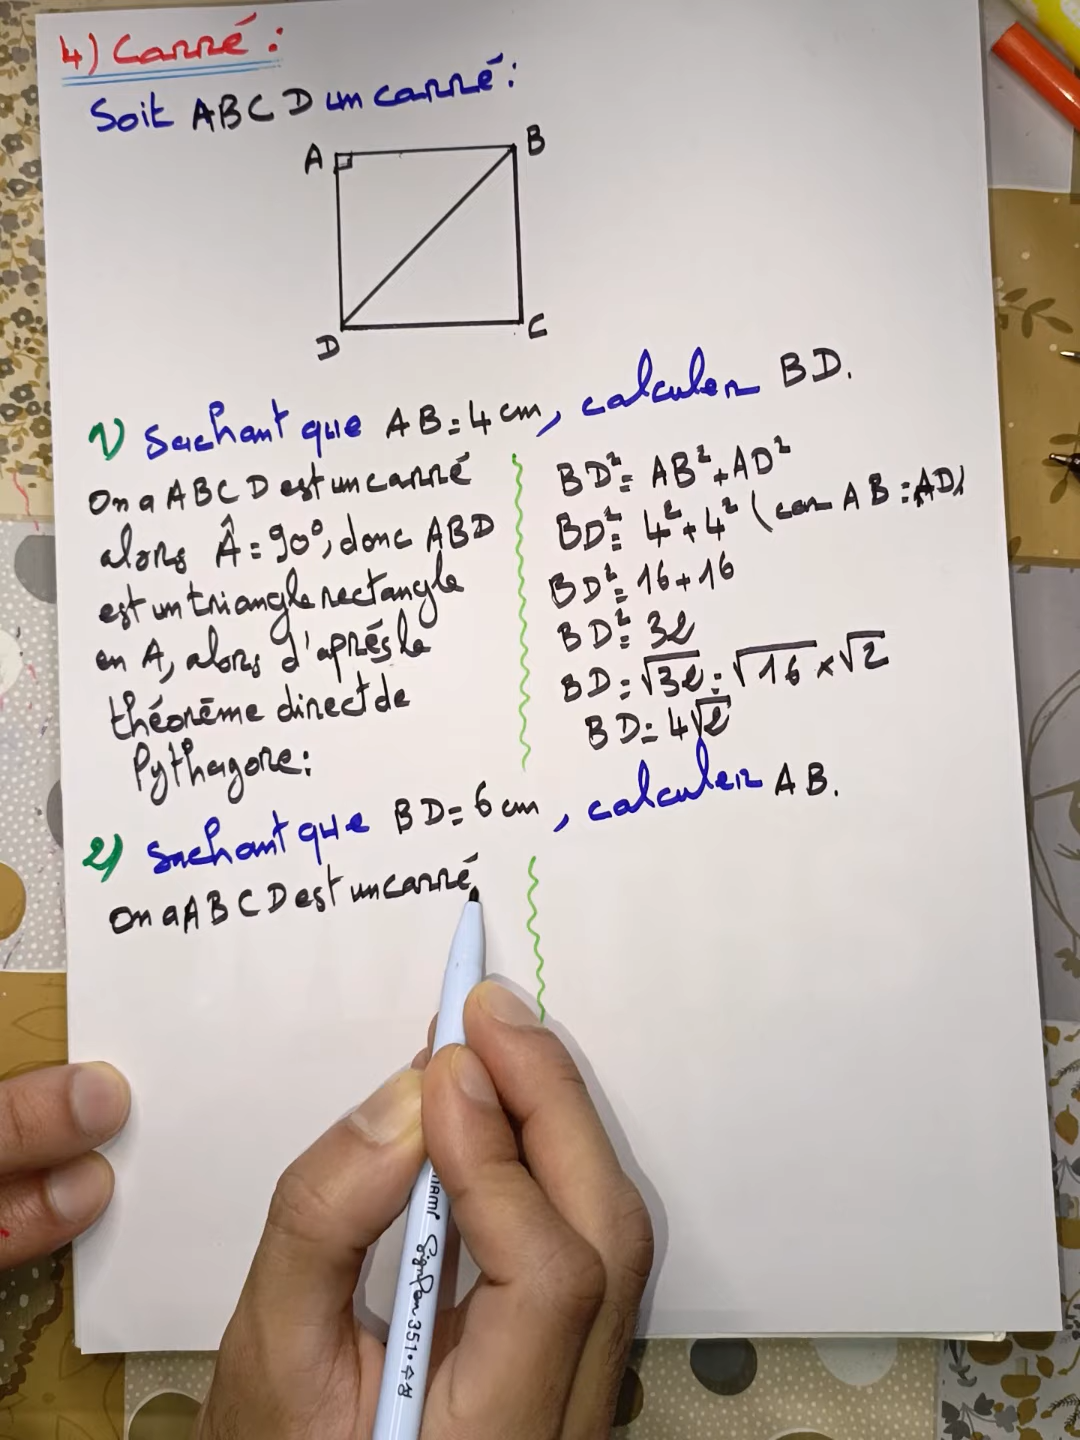 4) Carré :
Soit ABCD un carré :
A
B
D
C
1) Sachant que AB = 4 cm, calculer BD.
On a ABCD est un carré
alors Â = 90°, donc ABD
est un triangle rectangle
en A, alors d'aprés le
théorème direct de
Pythagore :
BD² = AB² + AD²
BD² = 4² + 4² (car AB = AD)
BD² = 16 + 16
BD² = 32
BD = √32 = √16 × √2
BD = 4√2
2) Sachant que BD = 6 cm, calculer AB.
On a ABCD est un carré
SignPen 351